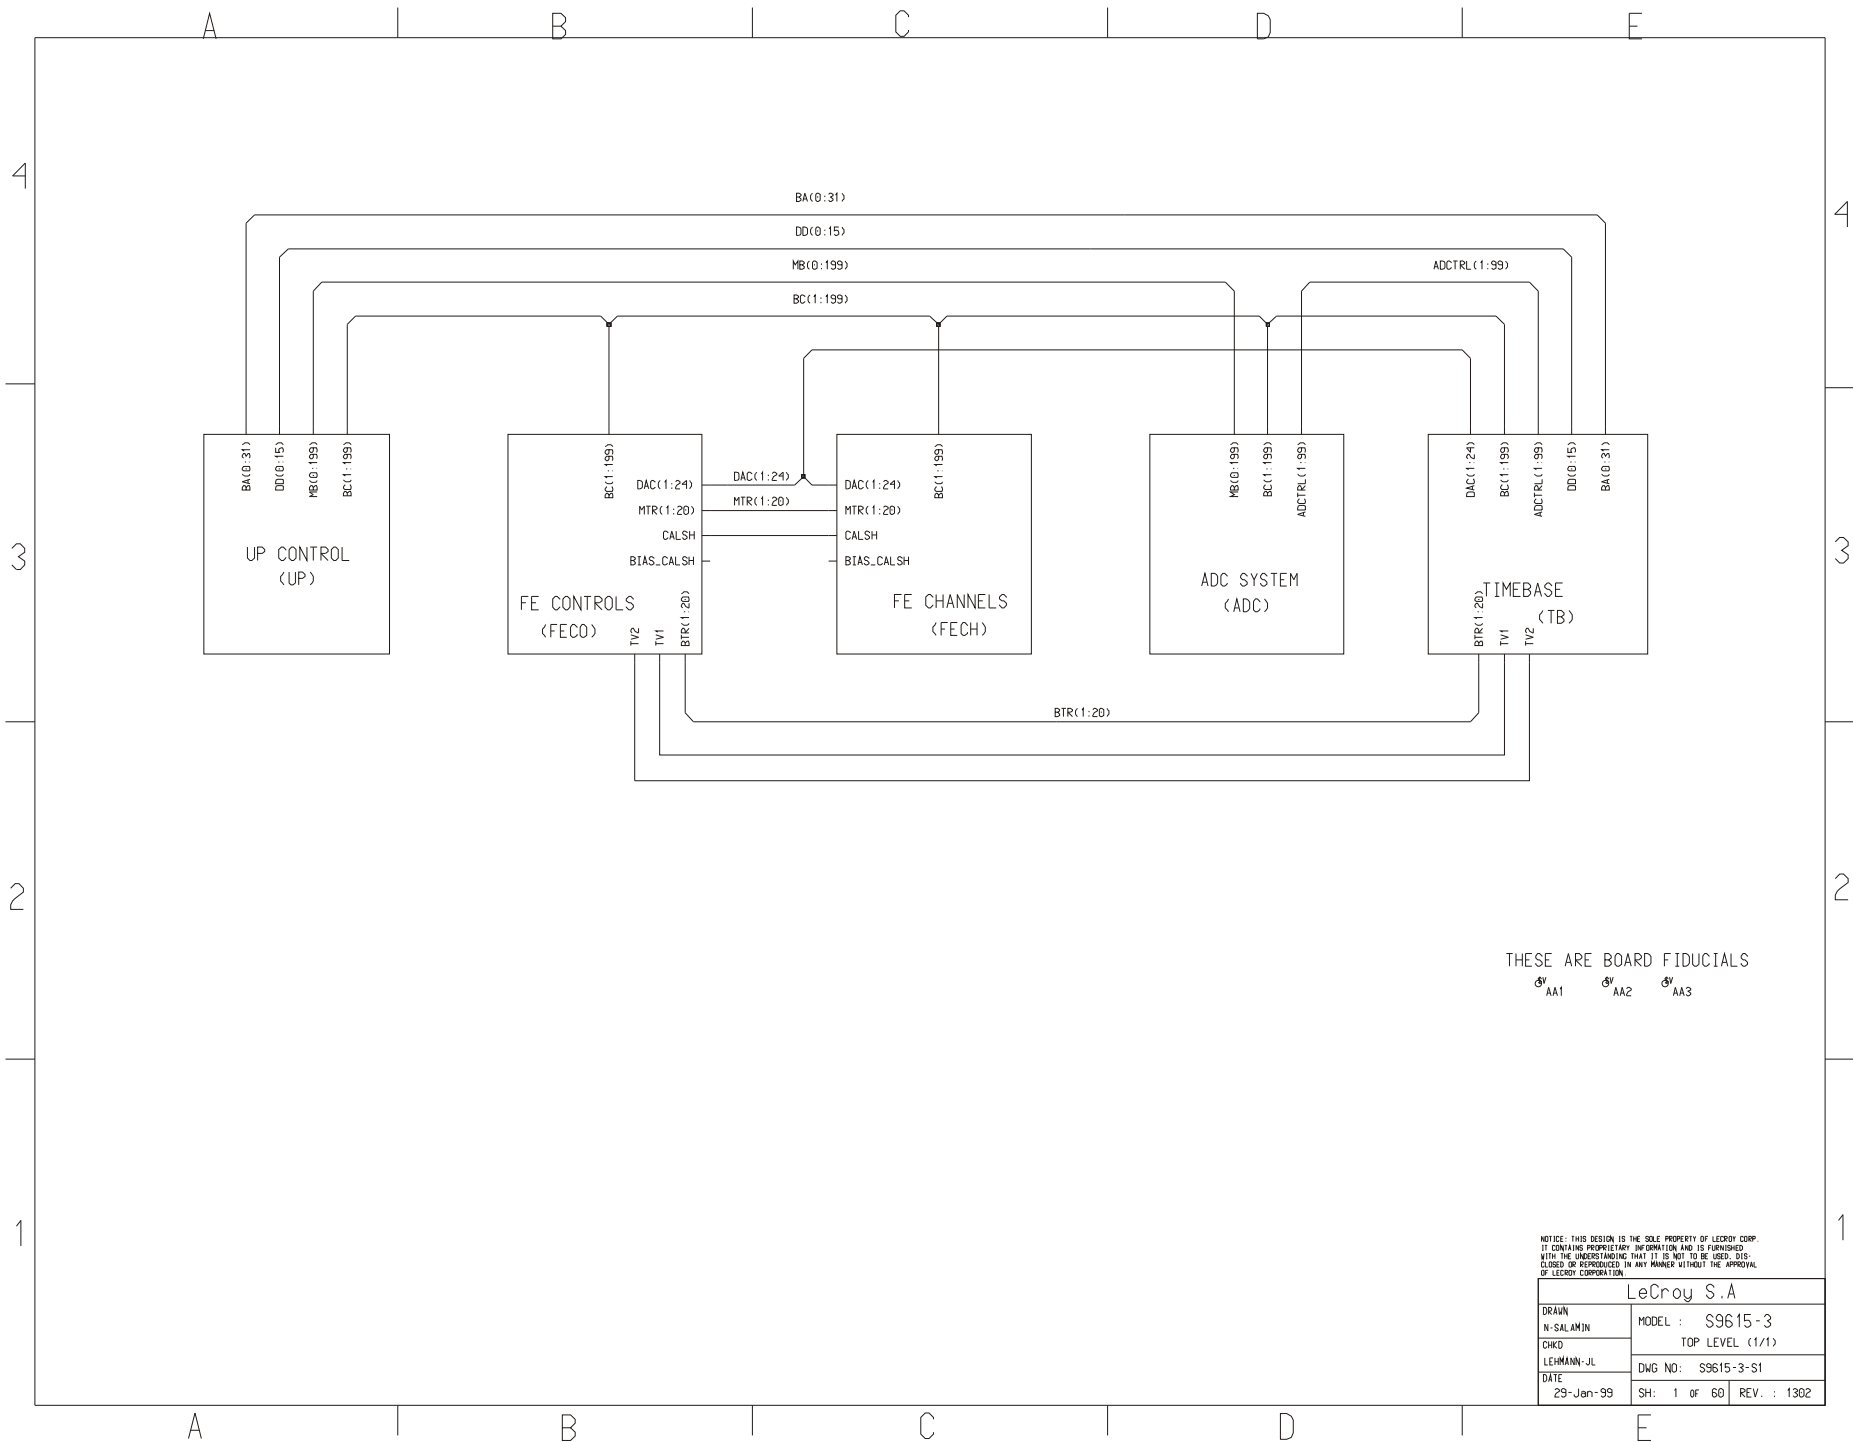 A B C D E
4 4
BA(0:31)
DD(0:15)
MB(0:199)
ADCTRL(1:99)
BC(1:199)
BA(0:31)
DD(0:15)
MB(0:199)
BC(1:199)
UP CONTROL
(UP)
BC(1:199)
DAC(1:24)
MTR(1:20)
CALSH
BIAS_CALSH
FE CONTROLS
(FECO)
TV2
TV1
BTR(1:20)
DAC(1:24)
MTR(1:20)
BC(1:199)
DAC(1:24)
MTR(1:20)
CALSH
BIAS_CALSH
FE CHANNELS
(FECH)
MB(0:199)
BC(1:199)
ADCTRL(1:99)
ADC SYSTEM
(ADC)
DAC(1:24)
BC(1:199)
ADCTRL(1:99)
DD(0:15)
BA(0:31)
TIMEBASE
(TB)
BTR(1:20)
TV1
TV2
3 3
BTR(1:20)
2 2
THESE ARE BOARD FIDUCIALS
AA1 AA2 AA3
1 1
NOTICE: THIS DESIGN IS THE SOLE PROPERTY OF LECROY CORP.
IT CONTAINS PROPRIETARY INFORMATION AND IS FURNISHED
WITH THE UNDERSTANDING THAT IT IS NOT TO BE USED, DIS-
CLOSED OR REPRODUCED IN ANY MANNER WITHOUT THE APPROVAL
OF LECROY CORPORATION.
LeCroy S.A
DRAWN
N-SALAMIN
MODEL : S9615-3
TOP LEVEL (1/1)
CHKD
LEHMANN-JL
DWG NO: S9615-3-S1
DATE
29-Jan-99
SH: 1 OF 60 REV. : 1302
A B C D E